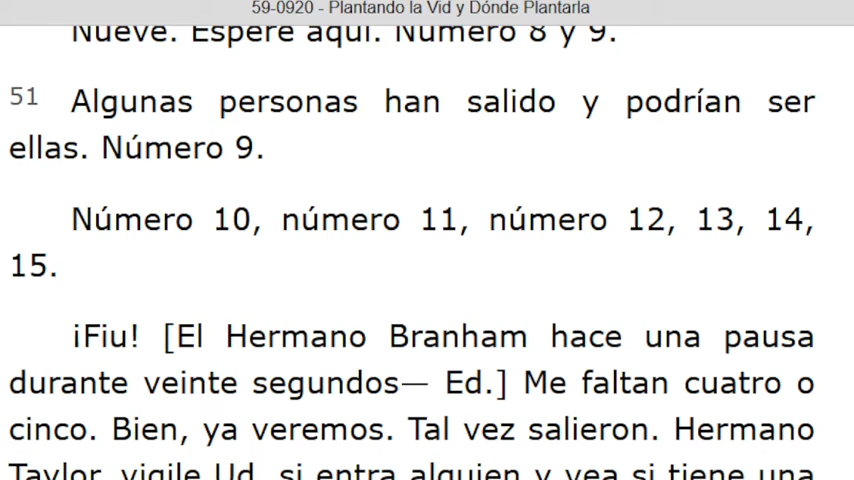 59-0920 - Plantando la Vid y Dónde Plantarla
Nueve. Espere aquí. Número 8 y 9.
51 Algunas personas han salido y podrían ser
ellas. Número 9.
Número 10, número 11, número 12, 13, 14,
15.
¡Fiu! [El Hermano Branham hace una pausa
durante veinte segundos— Ed.] Me faltan cuatro o
cinco. Bien, ya veremos. Tal vez salieron. Hermano
Taylor, vigile Ud. si entra alguien y vea si tiene una